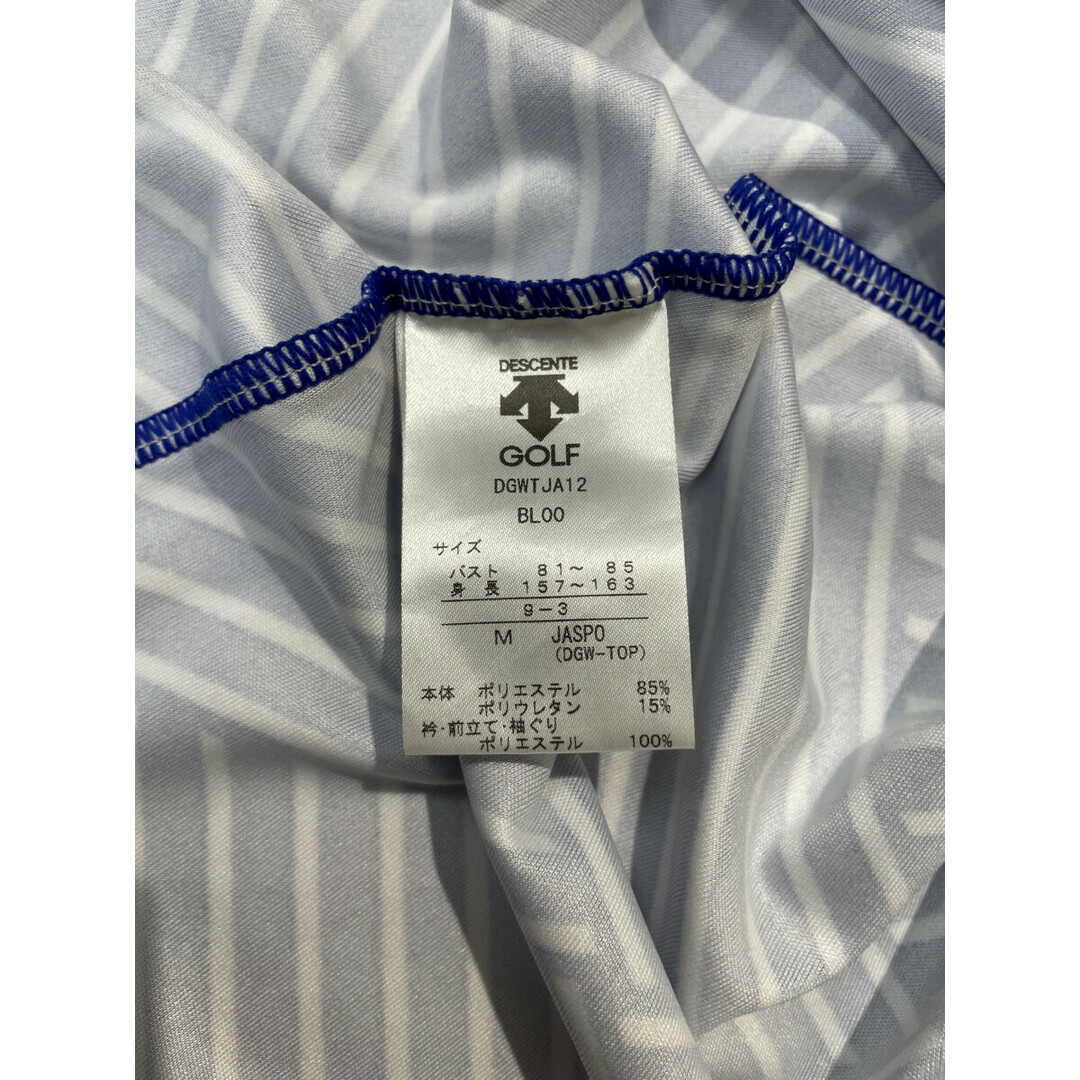 DESCENTE
GOLF
DGWTJA12
BL00
サイズ
バスト 81〜 85
身 長 157〜163
9−3
M JASPO
(DGW-TOP)
本体 ポリエステル 85%
ポリウレタン 15%
衿・前立て・袖ぐり
ポリエステル 100%